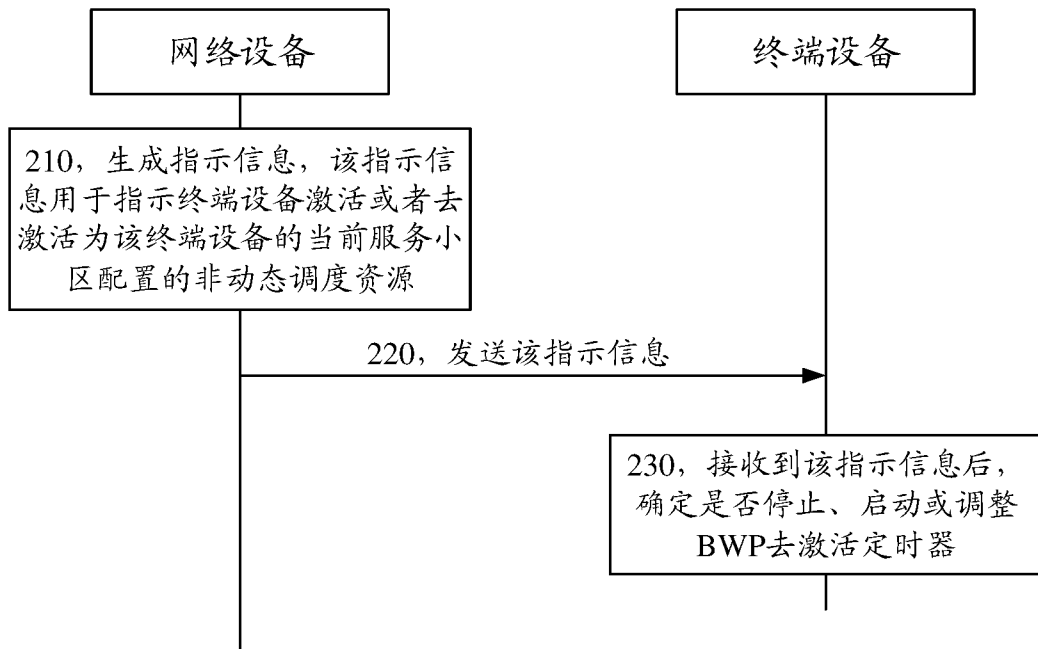 网络设备
终端设备
210，生成指示信息，该指示信
息用于指示终端设备激活或者去
激活为该终端设备的当前服务小
区配置的非动态调度资源
220，发送该指示信息
230，接收到该指示信息后，
确定是否停止、启动或调整
BWP去激活定时器